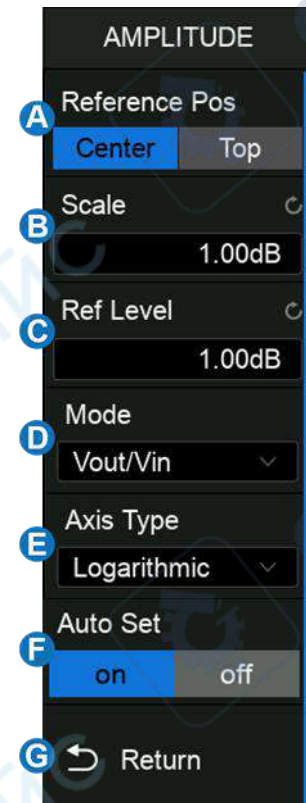 AMPLITUDE
A
Reference Pos
Center Top
B
Scale
1.00dB
C
Ref Level
1.00dB
D
Mode
Vout/Vin
E
Axis Type
Logarithmic
F
Auto Set
on off
G Return